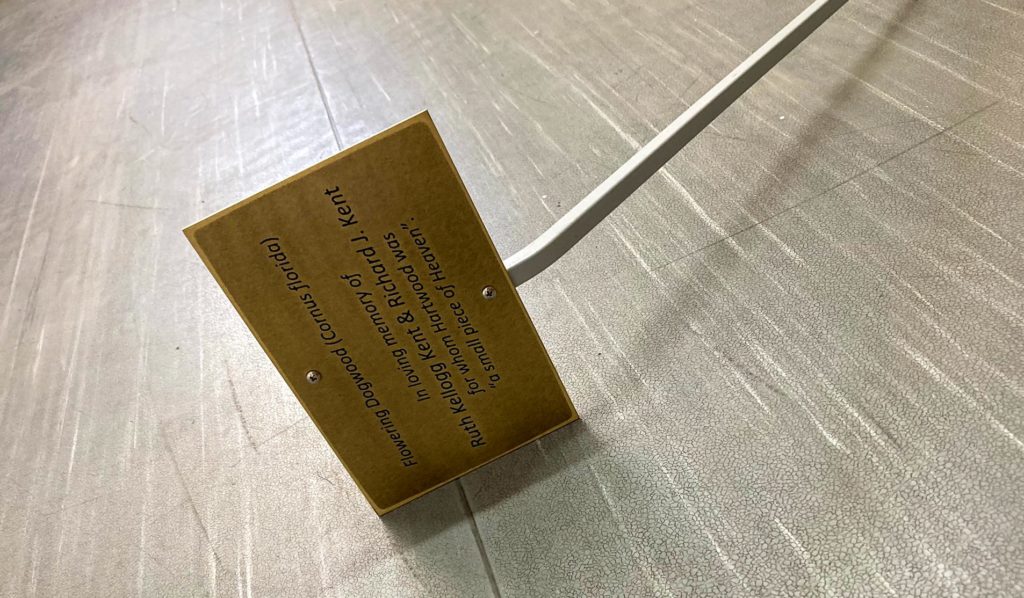 Flowering Dogwood (Cornus florida)
In loving memory of
Ruth Kellogg Kent & Richard J. Kent
for whom Hartwood was
"a small piece of Heaven".